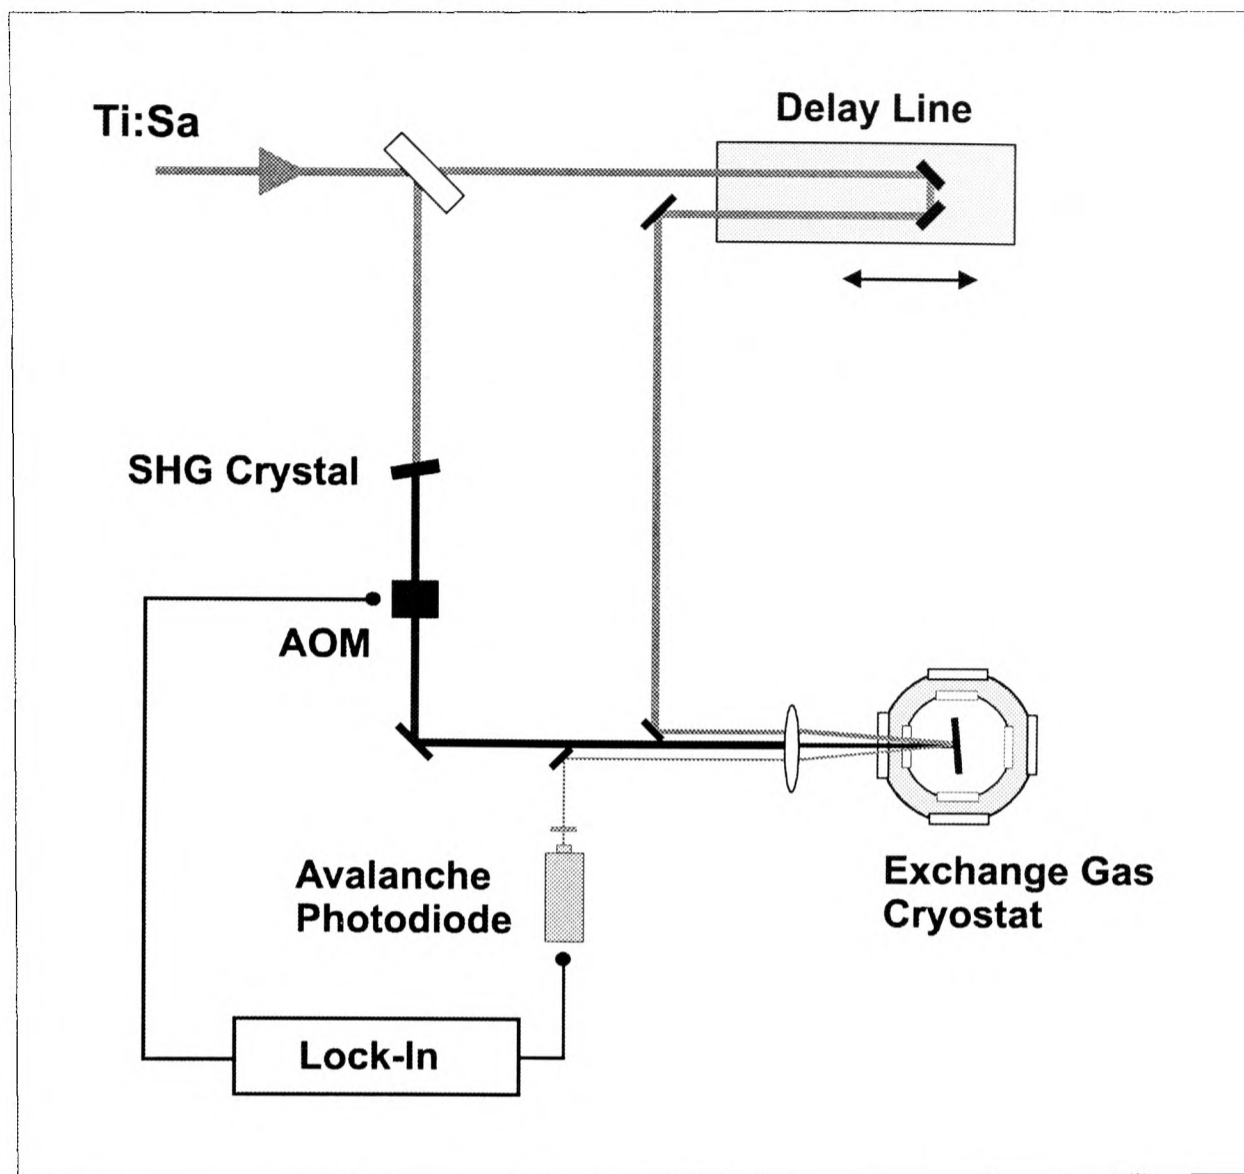 Ti:Sa
Delay Line
SHG Crystal
AOM
Avalanche
Photodiode
Exchange Gas
Cryostat
Lock-In